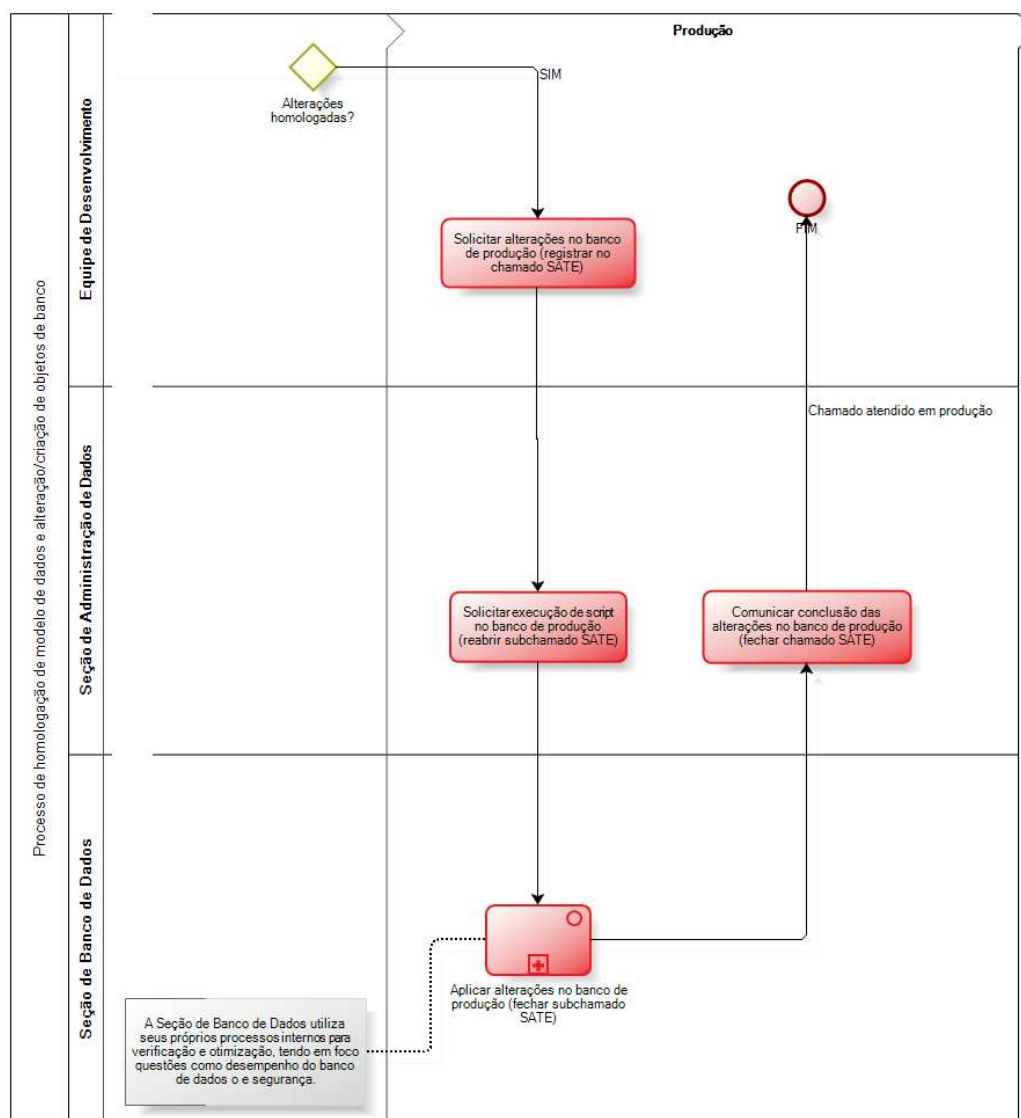 Processo de homologação de modelo de dados e alteração/criação de objetos de banco
Produção
Equipe de Desenvolvimento
Alterações
homologadas?
SIM
Solicitar alterações no banco
de produção (registrar no
chamado SATE)
FIM
Seção de Administração de Dados
Chamado atendido em produção
Solicitar execução de script
no banco de produção
(reabrir subchamado SATE)
Comunicar conclusão das
alterações no banco de produção
(fechar chamado SATE)
Seção de Banco de Dados
Aplicar alterações no banco de
produção (fechar subchamado
SATE)
A Seção de Banco de Dados utiliza
seus próprios processos internos para
verificação e otimização, tendo em foco
questões como desempenho do banco
de dados o e segurança.